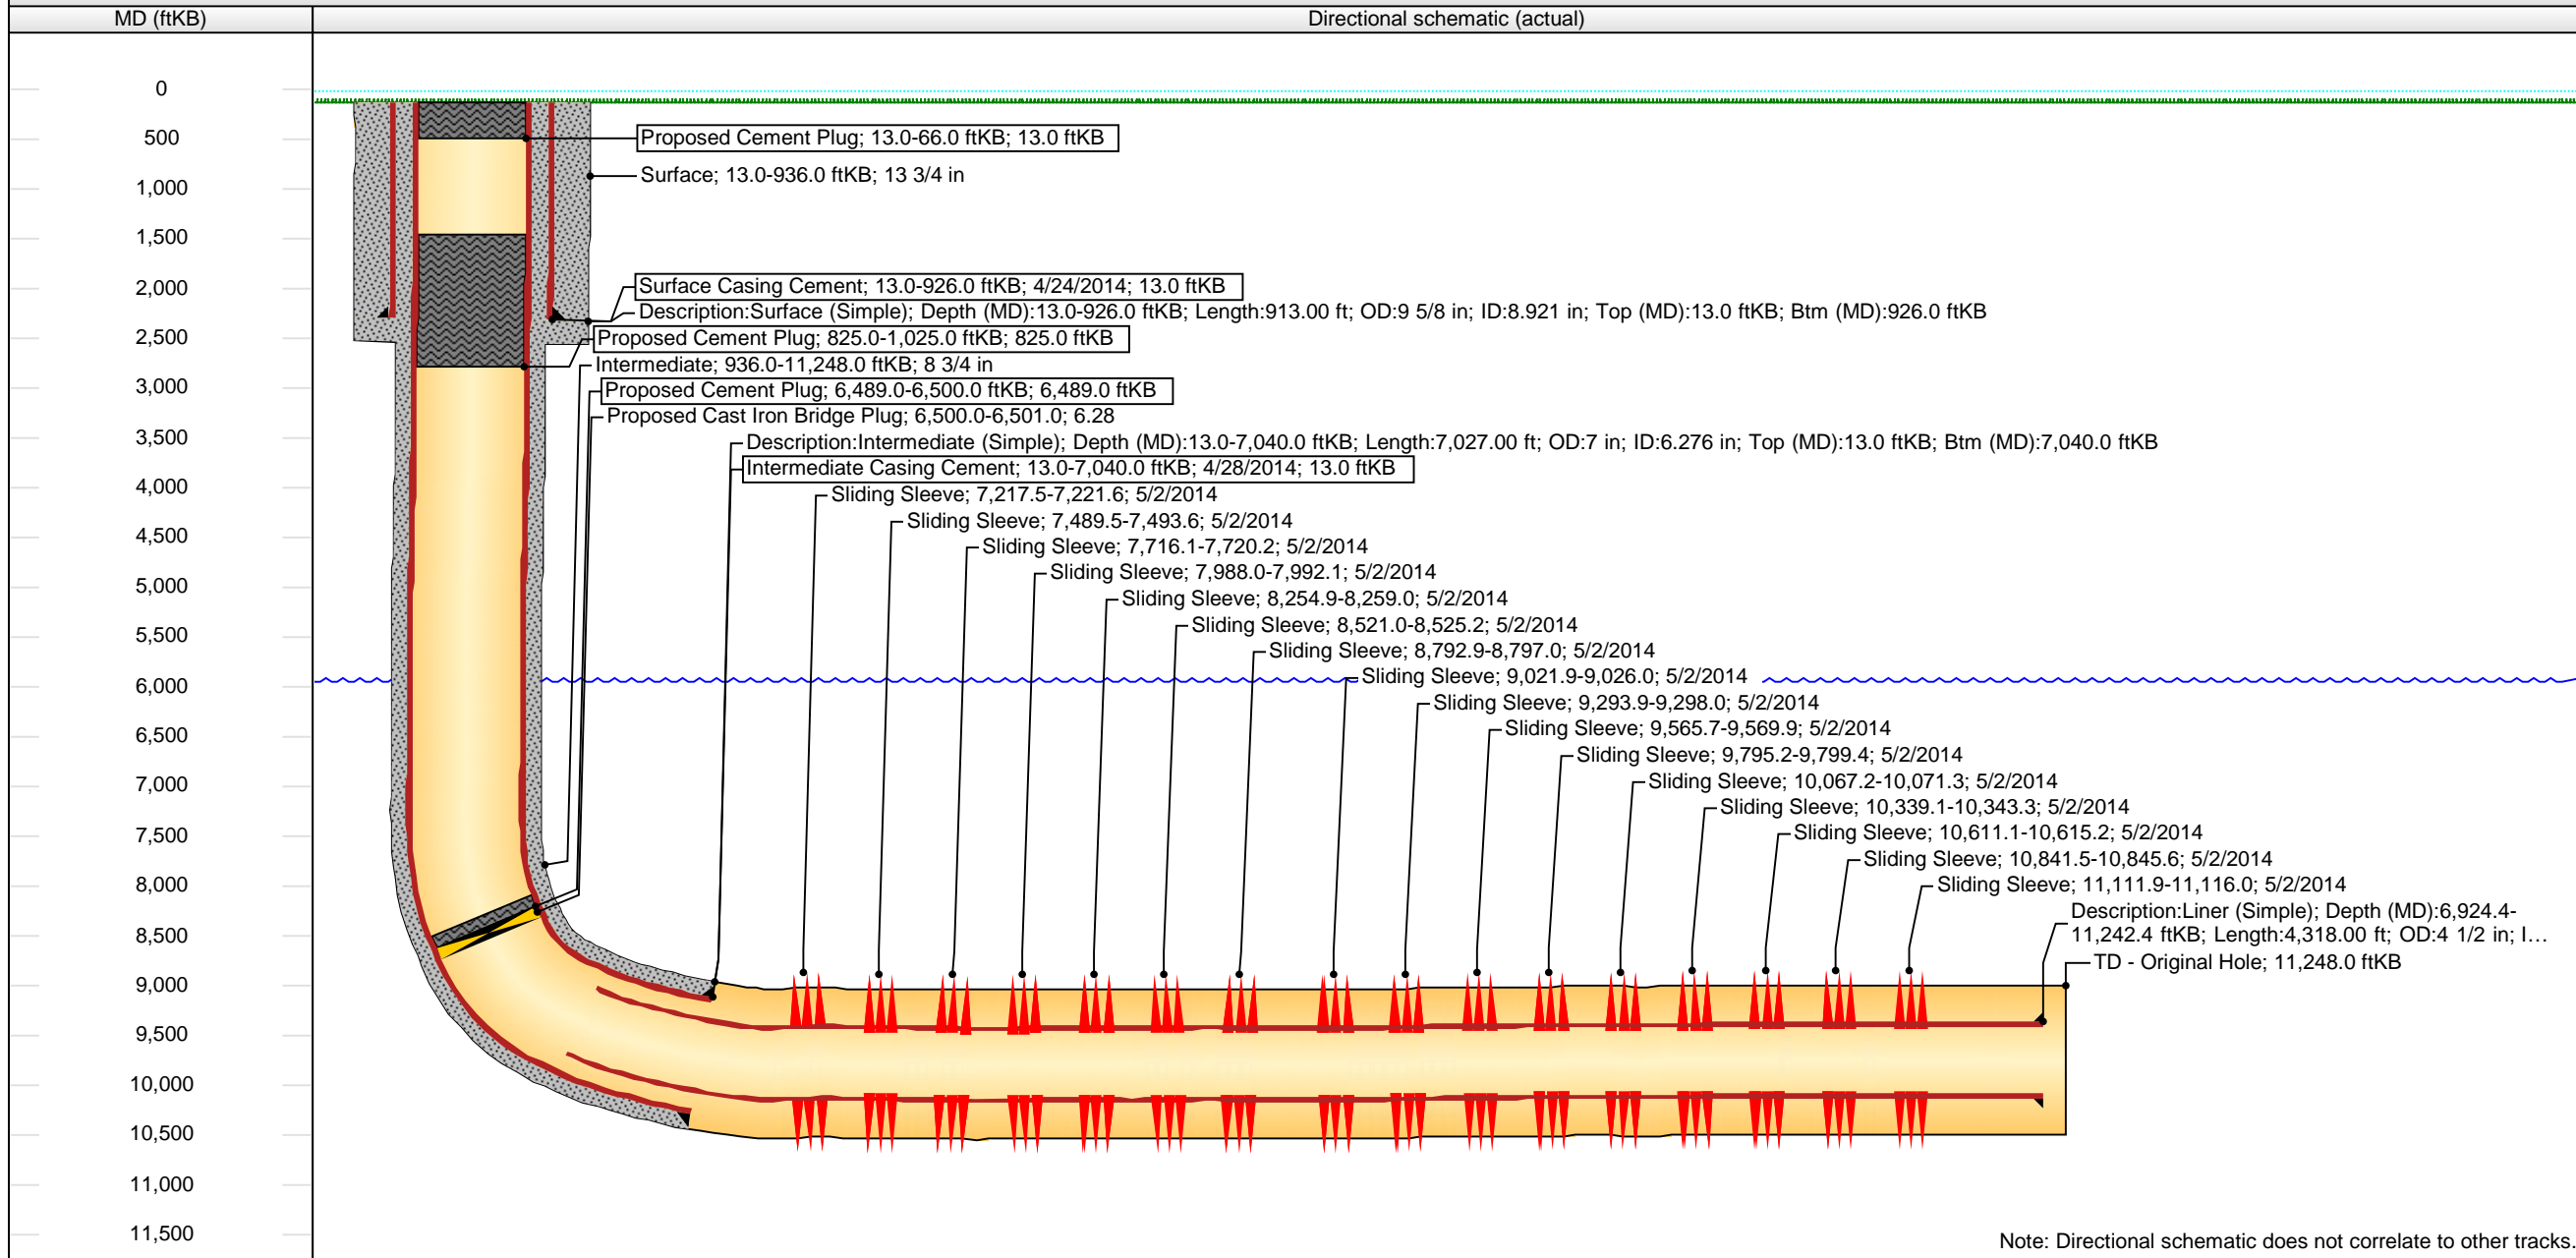 MD (ftKB)
Directional schematic (actual)
0
500
1,000
1,500
2,000
2,500
3,000
3,500
4,000
4,500
5,000
5,500
6,000
6,500
7,000
7,500
8,000
8,500
9,000
9,500
10,000
10,500
11,000
11,500
Proposed Cement Plug; 13.0-66.0 ftKB; 13.0 ftKB
Surface; 13.0-936.0 ftKB; 13 3/4 in
Surface Casing Cement; 13.0-926.0 ftKB; 4/24/2014; 13.0 ftKB
Description:Surface (Simple); Depth (MD):13.0-926.0 ftKB; Length:913.00 ft; OD:9 5/8 in; ID:8.921 in; Top (MD):13.0 ftKB; Btm (MD):926.0 ftKB
Proposed Cement Plug; 825.0-1,025.0 ftKB; 825.0 ftKB
Intermediate; 936.0-11,248.0 ftKB; 8 3/4 in
Proposed Cement Plug; 6,489.0-6,500.0 ftKB; 6,489.0 ftKB
Proposed Cast Iron Bridge Plug; 6,500.0-6,501.0; 6.28
Description:Intermediate (Simple); Depth (MD):13.0-7,040.0 ftKB; Length:7,027.00 ft; OD:7 in; ID:6.276 in; Top (MD):13.0 ftKB; Btm (MD):7,040.0 ftKB
Intermediate Casing Cement; 13.0-7,040.0 ftKB; 4/28/2014; 13.0 ftKB
Sliding Sleeve; 7,217.5-7,221.6; 5/2/2014
Sliding Sleeve; 7,489.5-7,493.6; 5/2/2014
Sliding Sleeve; 7,716.1-7,720.2; 5/2/2014
Sliding Sleeve; 7,988.0-7,992.1; 5/2/2014
Sliding Sleeve; 8,254.9-8,259.0; 5/2/2014
Sliding Sleeve; 8,521.0-8,525.2; 5/2/2014
Sliding Sleeve; 8,792.9-8,797.0; 5/2/2014
Sliding Sleeve; 9,021.9-9,026.0; 5/2/2014
Sliding Sleeve; 9,293.9-9,298.0; 5/2/2014
Sliding Sleeve; 9,565.7-9,569.9; 5/2/2014
Sliding Sleeve; 9,795.2-9,799.4; 5/2/2014
Sliding Sleeve; 10,067.2-10,071.3; 5/2/2014
Sliding Sleeve; 10,339.1-10,343.3; 5/2/2014
Sliding Sleeve; 10,611.1-10,615.2; 5/2/2014
Sliding Sleeve; 10,841.5-10,845.6; 5/2/2014
Sliding Sleeve; 11,111.9-11,116.0; 5/2/2014
Description:Liner (Simple); Depth (MD):6,924.4-
11,242.4 ftKB; Length:4,318.00 ft; OD:4 1/2 in; I...
TD - Original Hole; 11,248.0 ftKB
Note: Directional schematic does not correlate to other tracks.